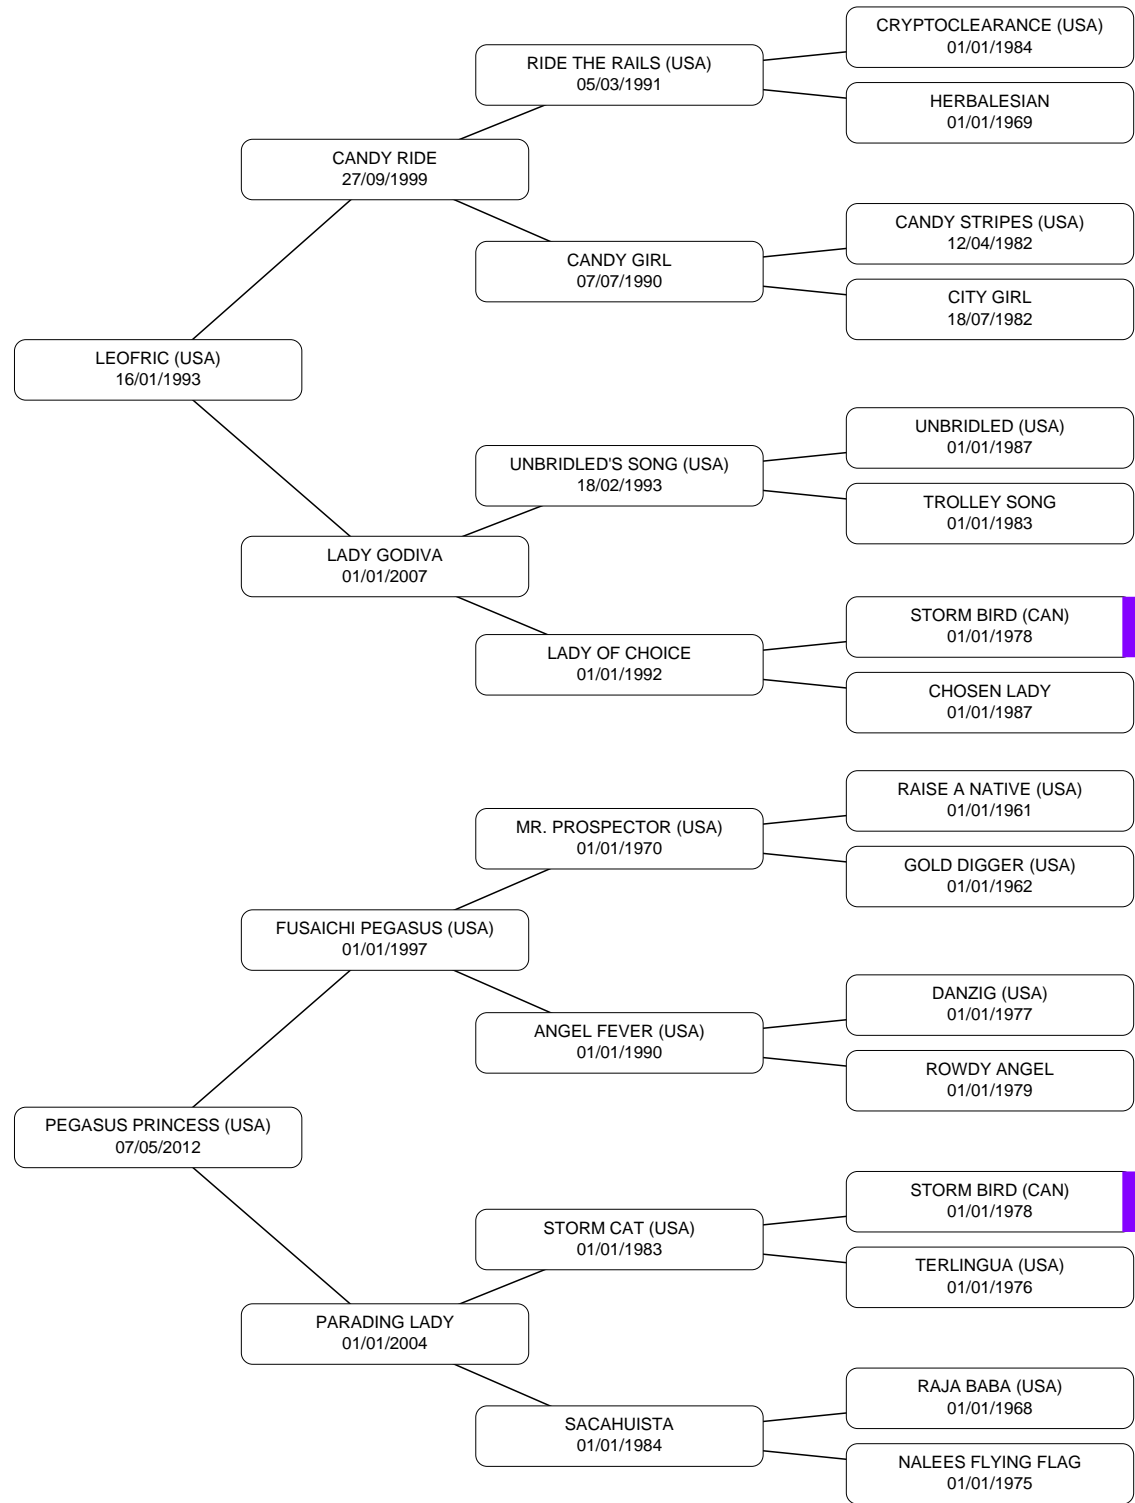 CRYPTOCLEARANCE (USA)
01/01/1984
RIDE THE RAILS (USA)
05/03/1991
HERBALESIAN
01/01/1969
CANDY RIDE
27/09/1999
CANDY STRIPES (USA)
12/04/1982
CANDY GIRL
07/07/1990
CITY GIRL
18/07/1982
LEOFRIC (USA)
16/01/1993
UNBRIDLED (USA)
01/01/1987
UNBRIDLED'S SONG (USA)
18/02/1993
TROLLEY SONG
01/01/1983
LADY GODIVA
01/01/2007
STORM BIRD (CAN)
01/01/1978
LADY OF CHOICE
01/01/1992
CHOSEN LADY
01/01/1987
RAISE A NATIVE (USA)
01/01/1961
MR. PROSPECTOR (USA)
01/01/1970
GOLD DIGGER (USA)
01/01/1962
FUSAICHI PEGASUS (USA)
01/01/1997
DANZIG (USA)
01/01/1977
ANGEL FEVER (USA)
01/01/1990
ROWDY ANGEL
01/01/1979
PEGASUS PRINCESS (USA)
07/05/2012
STORM BIRD (CAN)
01/01/1978
STORM CAT (USA)
01/01/1983
TERLINGUA (USA)
01/01/1976
PARADING LADY
01/01/2004
RAJA BABA (USA)
01/01/1968
SACAHUISTA
01/01/1984
NALEES FLYING FLAG
01/01/1975